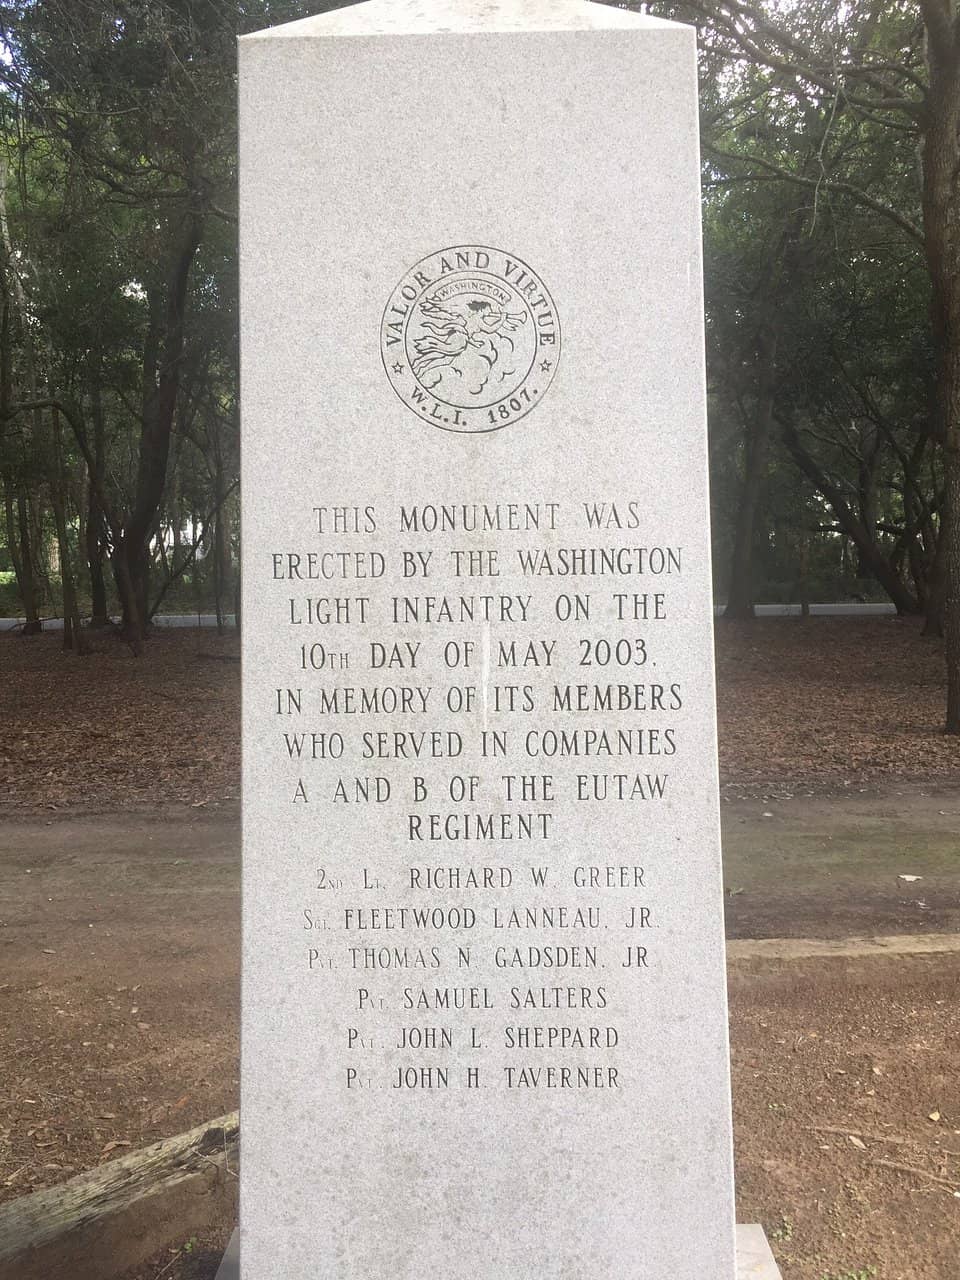 VALOR AND VIRTUE
WASHINGTON
W.L.I. 1807.
THIS MONUMENT WAS
ERECTED BY THE WASHINGTON
LIGHT INFANTRY ON THE
10TH DAY OF MAY 2003.
IN MEMORY OF ITS MEMBERS
WHO SERVED IN COMPANIES
A AND B OF THE EUTAW
REGIMENT
2ND LT. RICHARD W. GREER
SGT. FLEETWOOD LANNEAU, JR.
PVT. THOMAS N. GADSDEN, JR.
PVT. SAMUEL SALTERS
PVT. JOHN L. SHEPPARD
PVT. JOHN H. TAVERNER